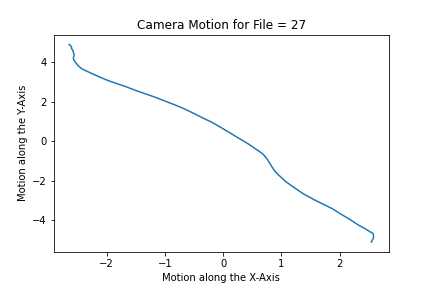 Camera Motion for File = 27
Motion along the Y-Axis
4
2
0
−2
−4
−2 −1 0 1 2
Motion along the X-Axis